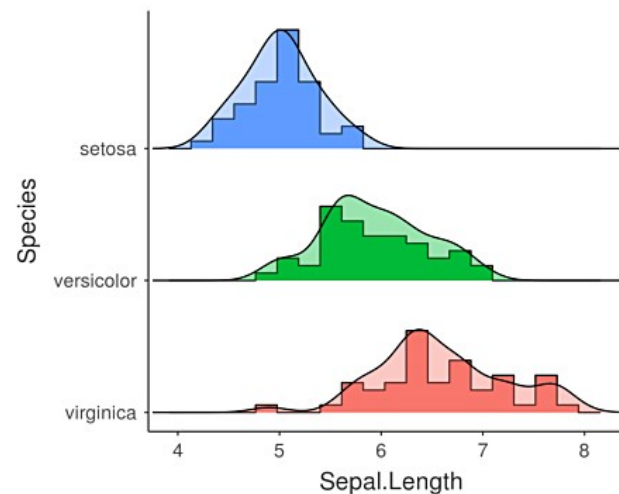 Species
setosa
versicolor
virginica
4 5 6 7 8
Sepal.Length